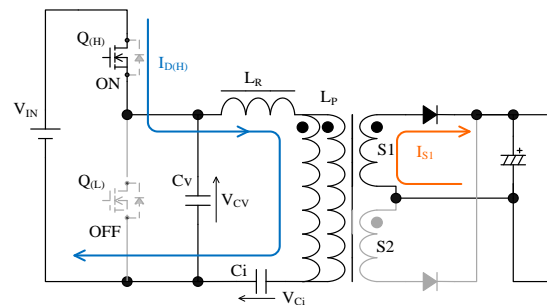 Q(H)
ID(H)
ON
LR
LP
VIN
S1
IS1
Q(L)
CV
VCV
OFF
S2
Ci
VCi
+